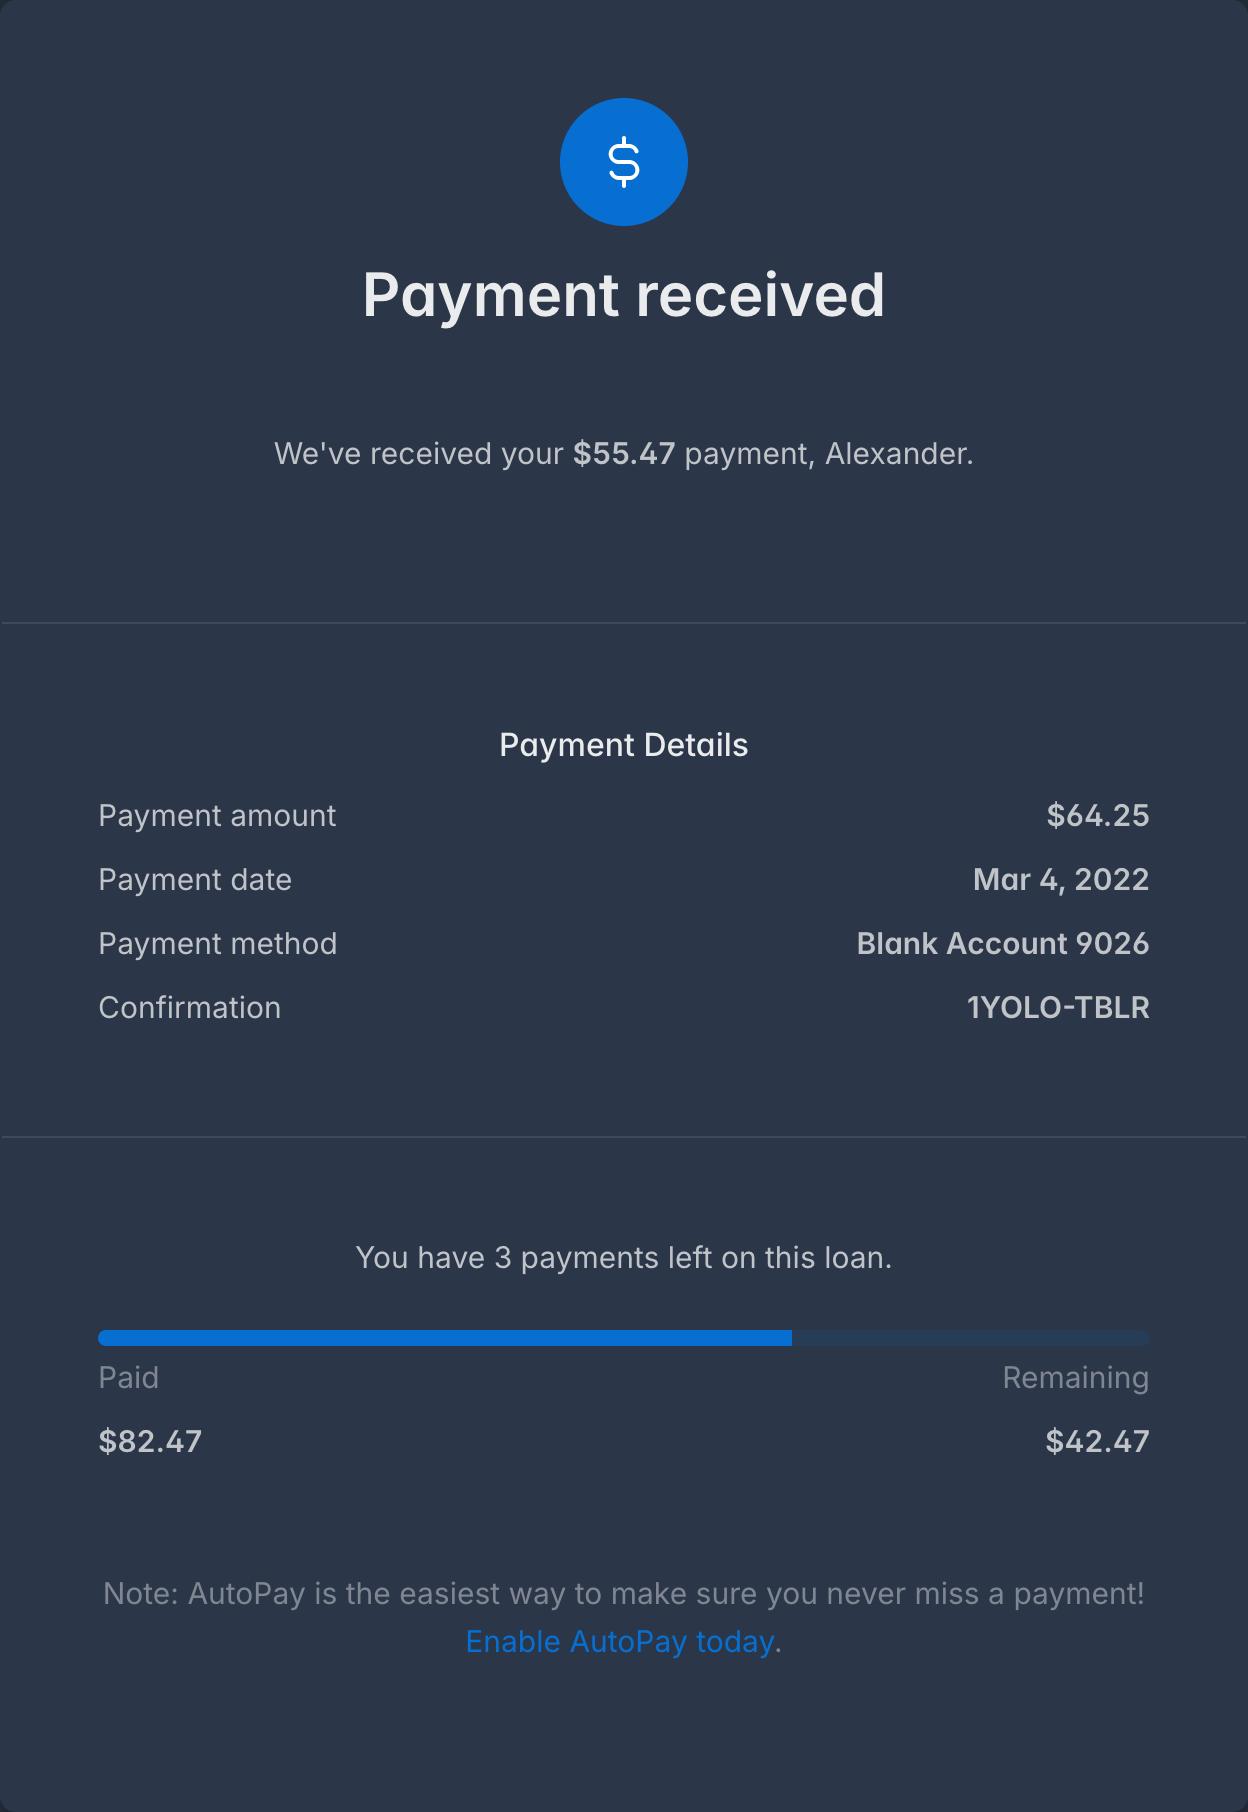 $
Payment received
We've received your $55.47 payment, Alexander.
Payment Details
Payment amount $64.25
Payment date Mar 4, 2022
Payment method Blank Account 9026
Confirmation 1YOLO-TBLR
You have 3 payments left on this loan.
Paid Remaining
$82.47 $42.47
Note: AutoPay is the easiest way to make sure you never miss a payment!
Enable AutoPay today.